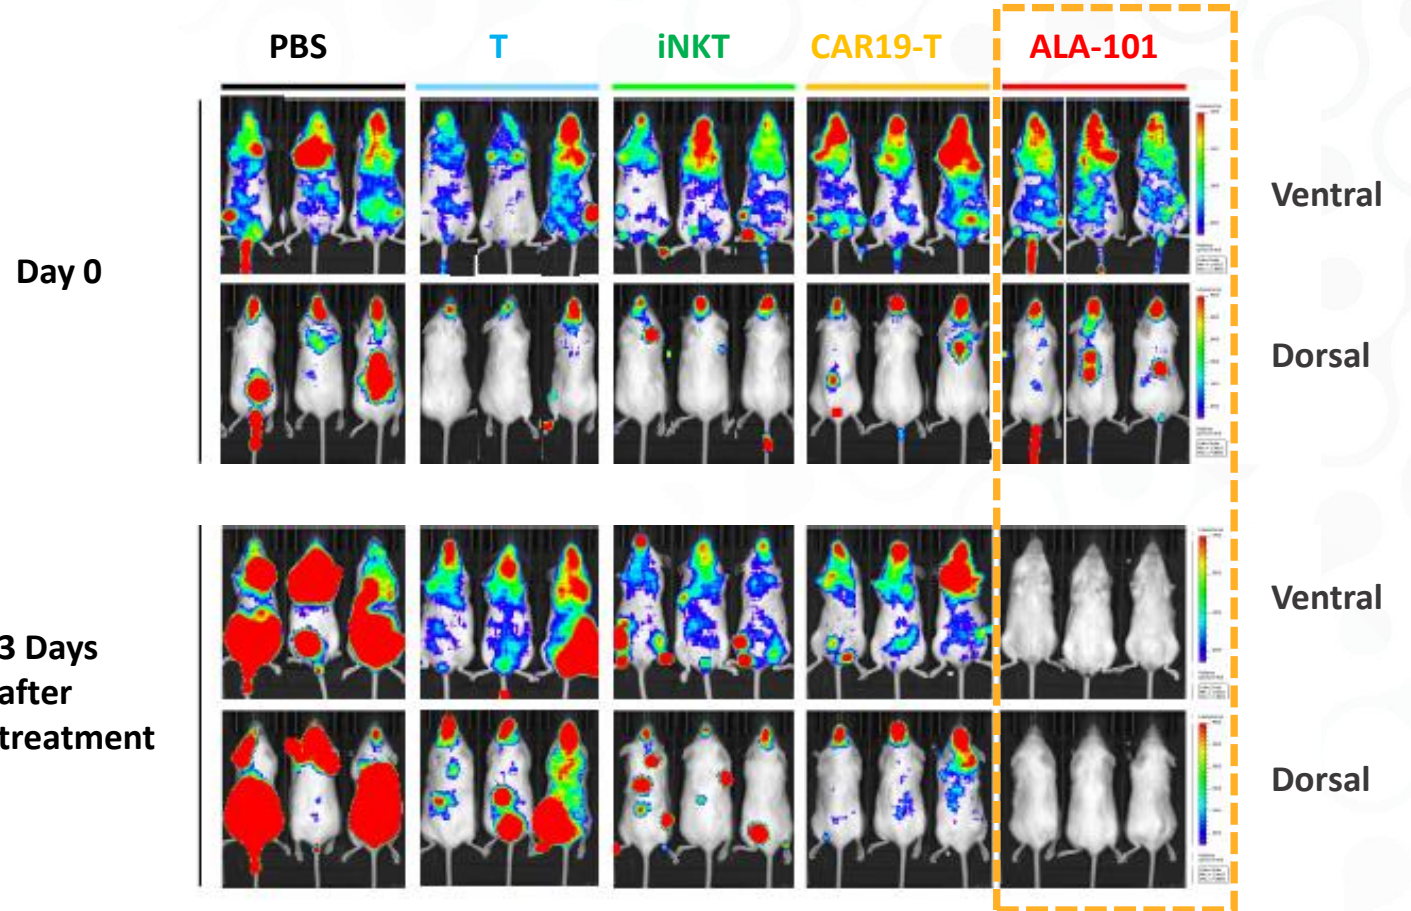 PBS T iNKT CAR19-T ALA-101
Day 0
Ventral
Dorsal
3 Days
after
treatment
Ventral
Dorsal